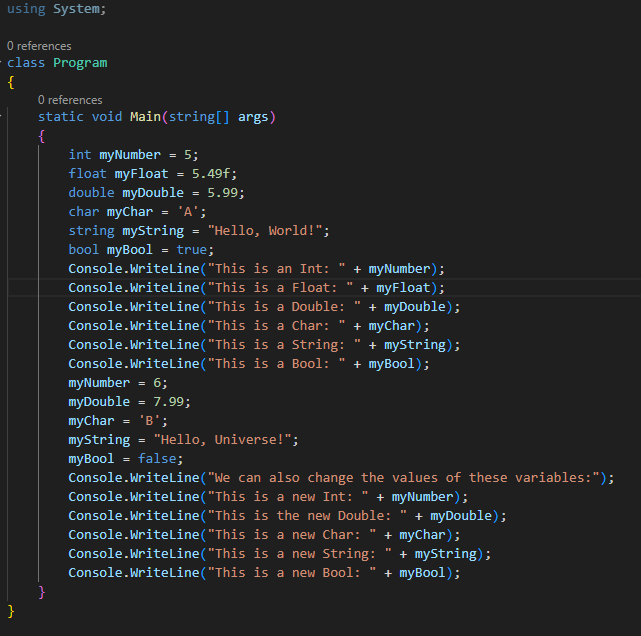 using System;
0 references
class Program
{
0 references
static void Main(string[] args)
{
int myNumber = 5;
float myFloat = 5.49f;
double myDouble = 5.99;
char myChar = 'A';
string myString = "Hello, World!";
bool myBool = true;
Console.WriteLine("This is an Int: " + myNumber);
Console.WriteLine("This is a Float: " + myFloat);
Console.WriteLine("This is a Double: " + myDouble);
Console.WriteLine("This is a Char: " + myChar);
Console.WriteLine("This is a String: " + myString);
Console.WriteLine("This is a Bool: " + myBool);
myNumber = 6;
myDouble = 7.99;
myChar = 'B';
myString = "Hello, Universe!";
myBool = false;
Console.WriteLine("We can also change the values of these variables:");
Console.WriteLine("This is a new Int: " + myNumber);
Console.WriteLine("This is the new Double: " + myDouble);
Console.WriteLine("This is a new Char: " + myChar);
Console.WriteLine("This is a new String: " + myString);
Console.WriteLine("This is a new Bool: " + myBool);
}
}